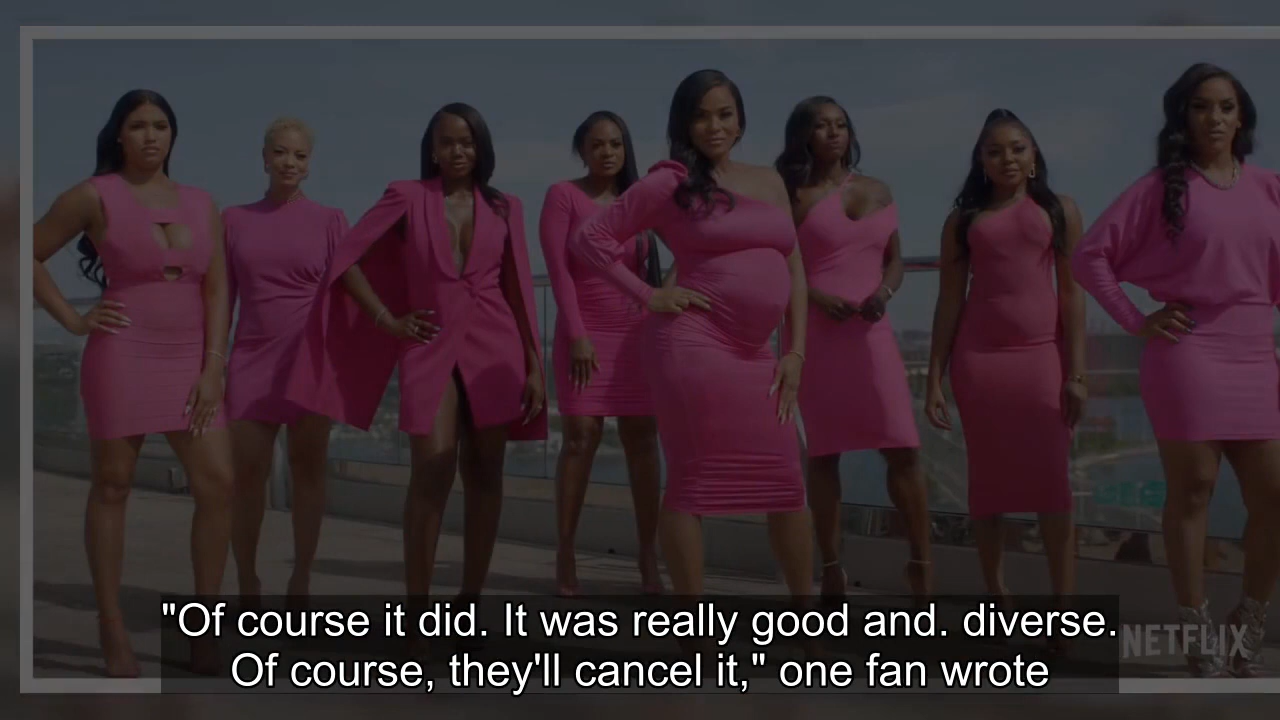 "Of course it did. It was really good and. diverse.
Of course, they'll cancel it," one fan wrote
NETFLIX